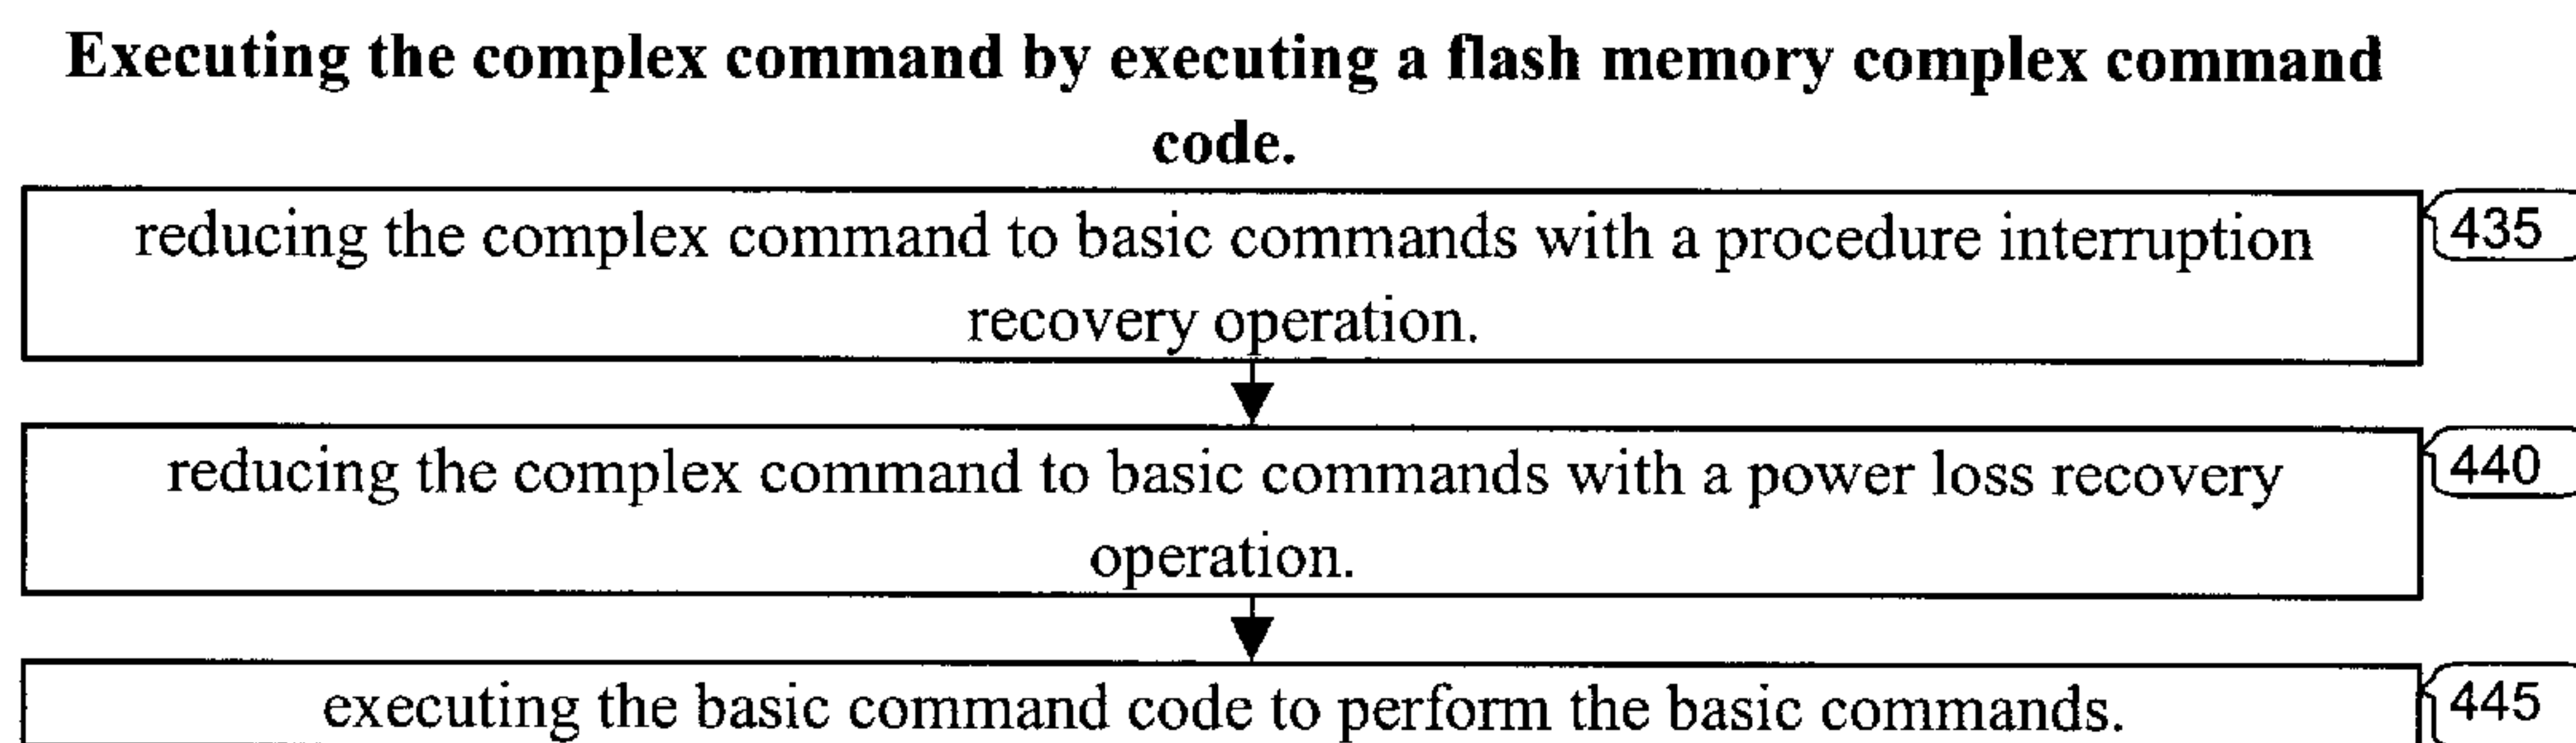 Executing the complex command by executing a flash memory complex command
code.
reducing the complex command to basic commands with a procedure interruption
recovery operation.
435
reducing the complex command to basic commands with a power loss recovery
operation.
440
executing the basic command code to perform the basic commands.
445